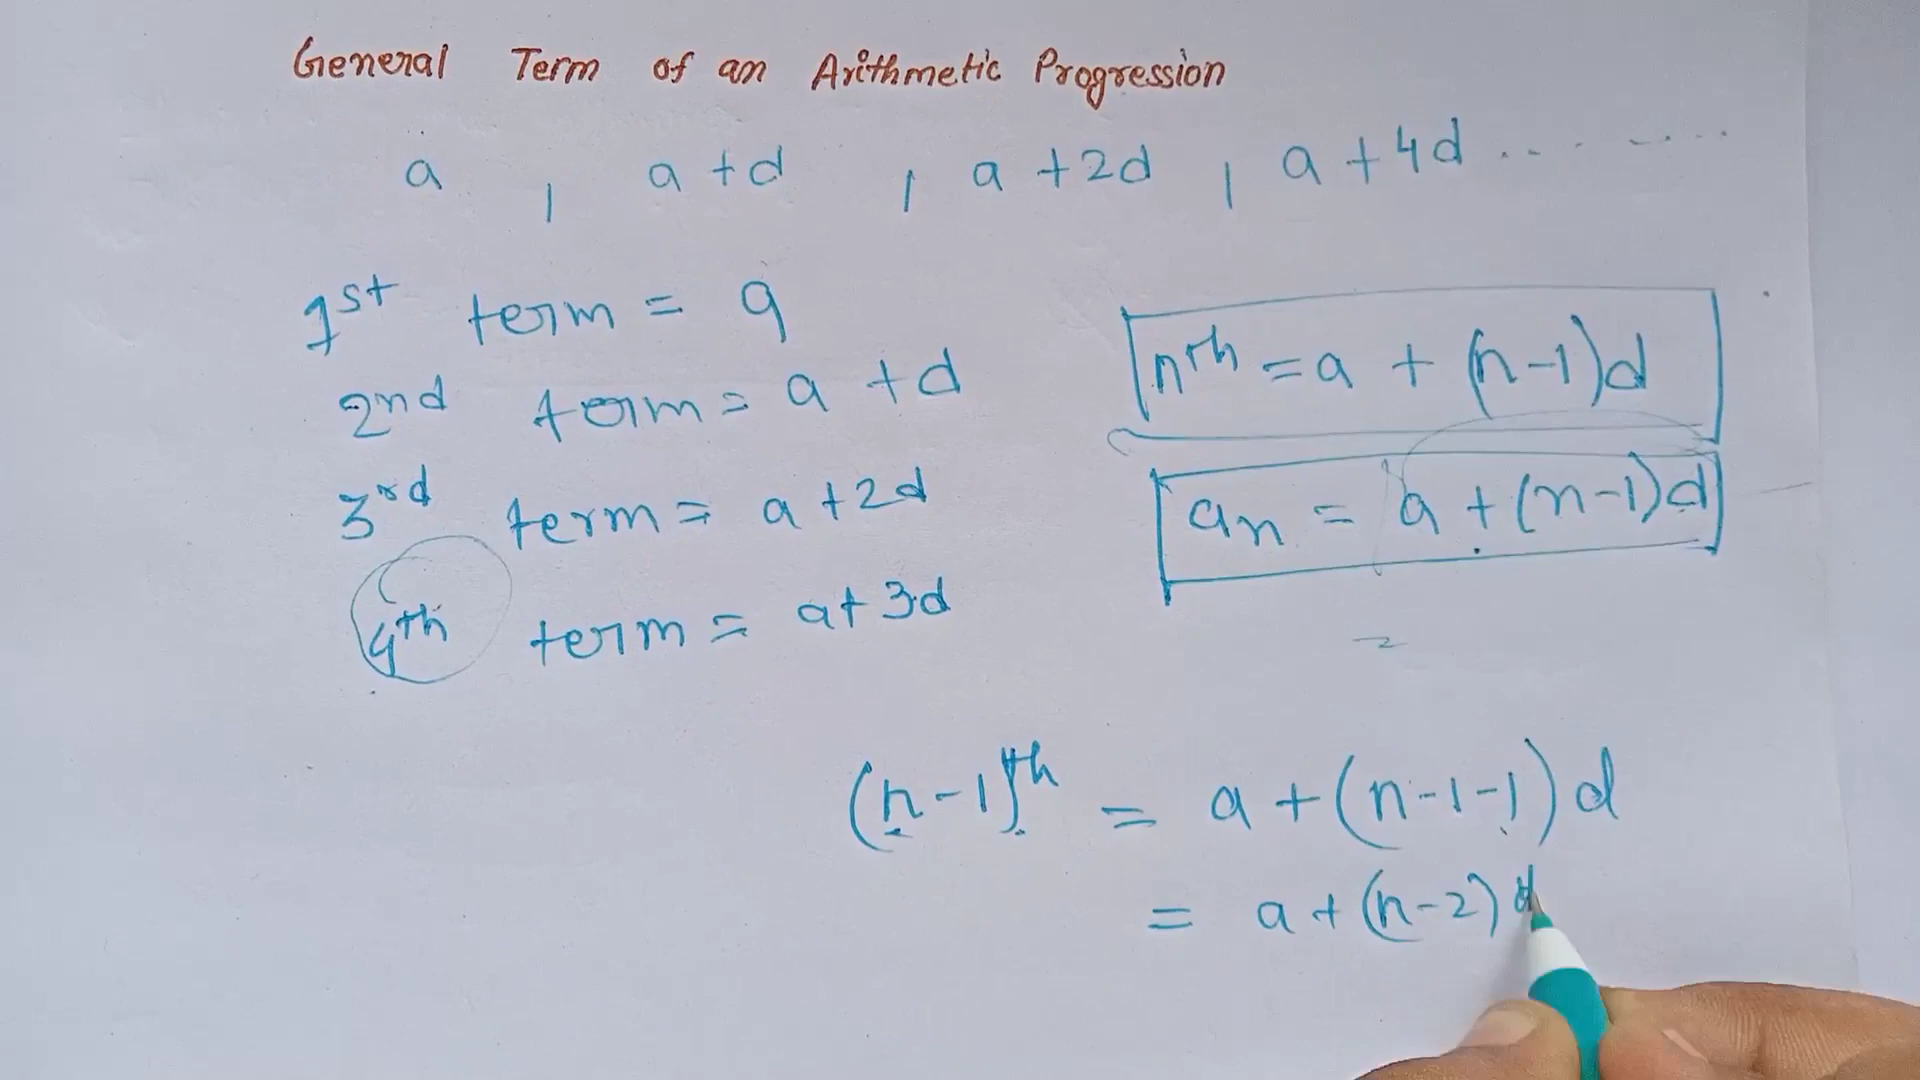 General Term of an Arithmetic Progression
a , a+d , a+2d , a+4d ........
1st term = a
2nd term = a+d
3rd term = a+2d
4th term = a+3d
nth = a + (n-1)d
an = a + (n-1)d
=
(n-1)th = a + (n-1-1)d
= a + (n-2)d